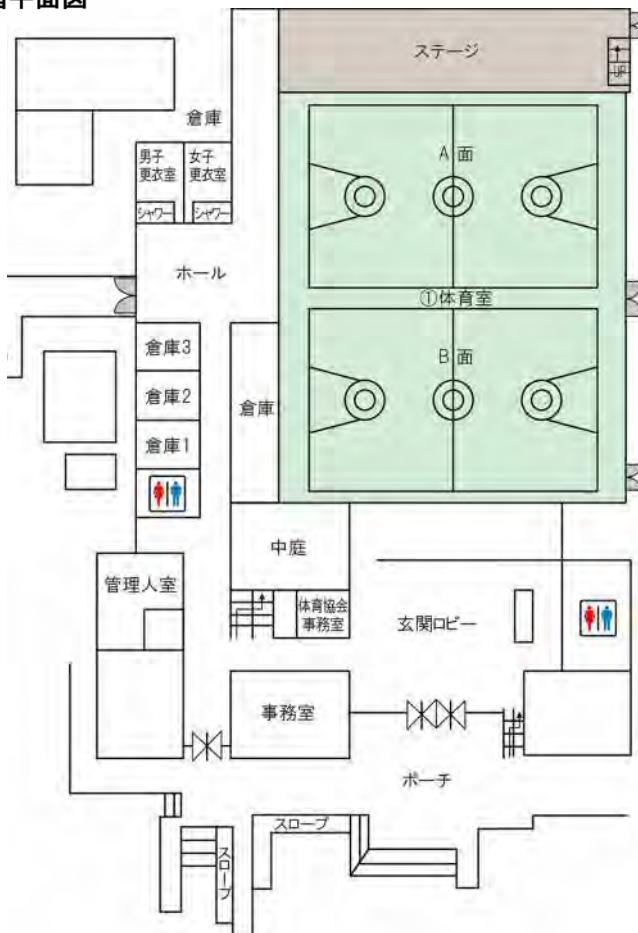 階平面図
ステージ
UP
倉庫
男子
更衣室
女子
更衣室
シャワー
シャワー
A面
ホール
①体育室
倉庫3
B面
倉庫2
倉庫
倉庫1
中庭
管理人室
体育協会
事務室
玄関ロビー
事務室
ポーチ
スロープ
スロープ